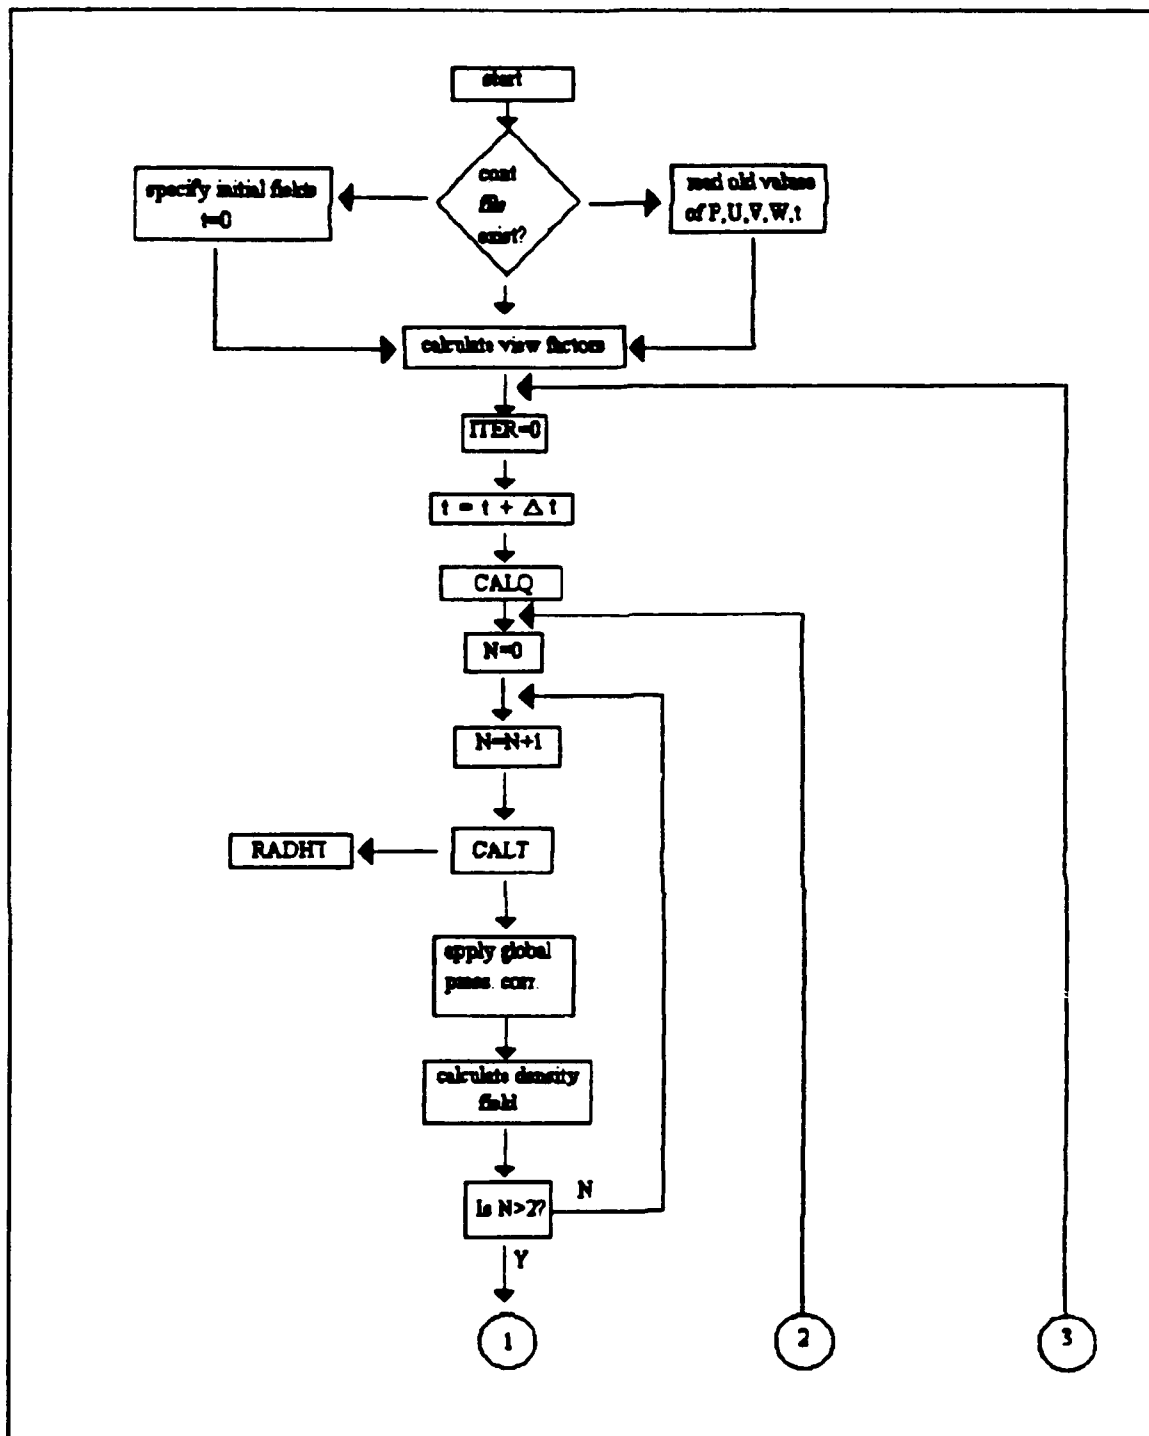 start
cont
file
exist?
specify initial fields
t=0
read old values
of P,U,V,W,t
calculate view factors
ITER=0
t = t + Δ t
CALQ
N=0
N=N+1
RADHT
CALT
apply global
pres. corr.
calculate density
field
Is N>2?
N
Y
1
2
3